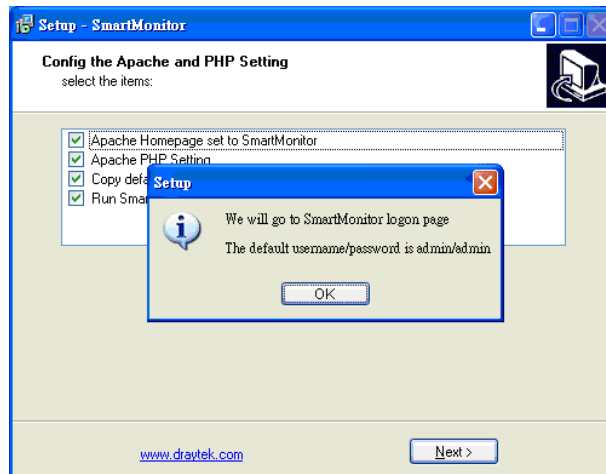 Setup - SmartMonitor
Config the Apache and PHP Setting
select the items:
Apache Homepage set to SmartMonitor
Apache PHP Setting
Copy defa
Run Smar
Setup
We will go to SmartMonitor logon page
The default username/password is admin/admin
OK
www.draytek.com
Next >